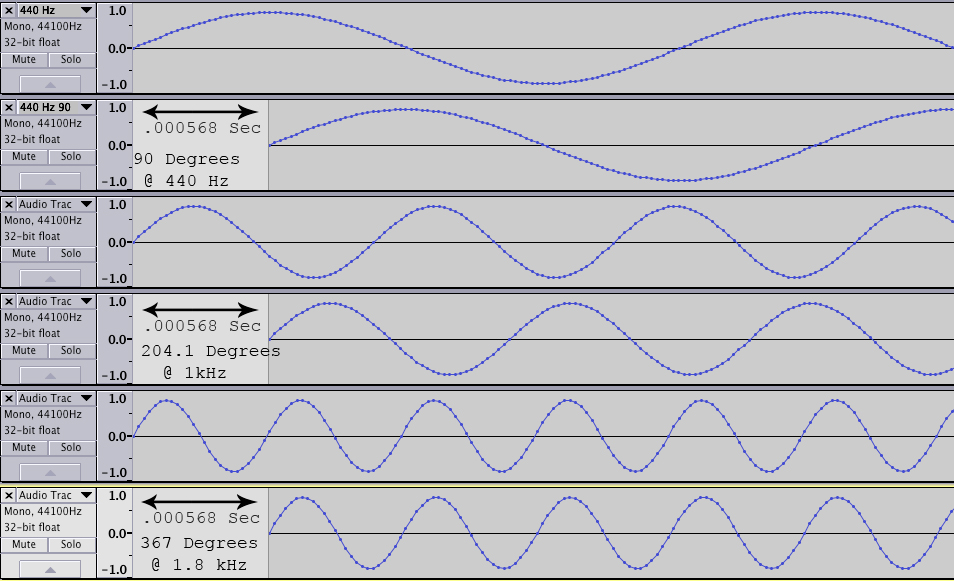 440 Hz
Mono, 44100Hz
32-bit float
Mute Solo
1.0
0.0
-1.0
440 Hz 90
Mono, 44100Hz
32-bit float
Mute Solo
1.0
0.0
-1.0
.000568 Sec
90 Degrees
@ 440 Hz
Audio Trac
Mono, 44100Hz
32-bit float
Mute Solo
1.0
0.0
-1.0
Audio Trac
Mono, 44100Hz
32-bit float
Mute Solo
1.0
0.0
-1.0
.000568 Sec
204.1 Degrees
@ 1kHz
Audio Trac
Mono, 44100Hz
32-bit float
Mute Solo
1.0
0.0
-1.0
Audio Trac
Mono, 44100Hz
32-bit float
Mute Solo
1.0
0.0
-1.0
.000568 Sec
367 Degrees
@ 1.8 kHz